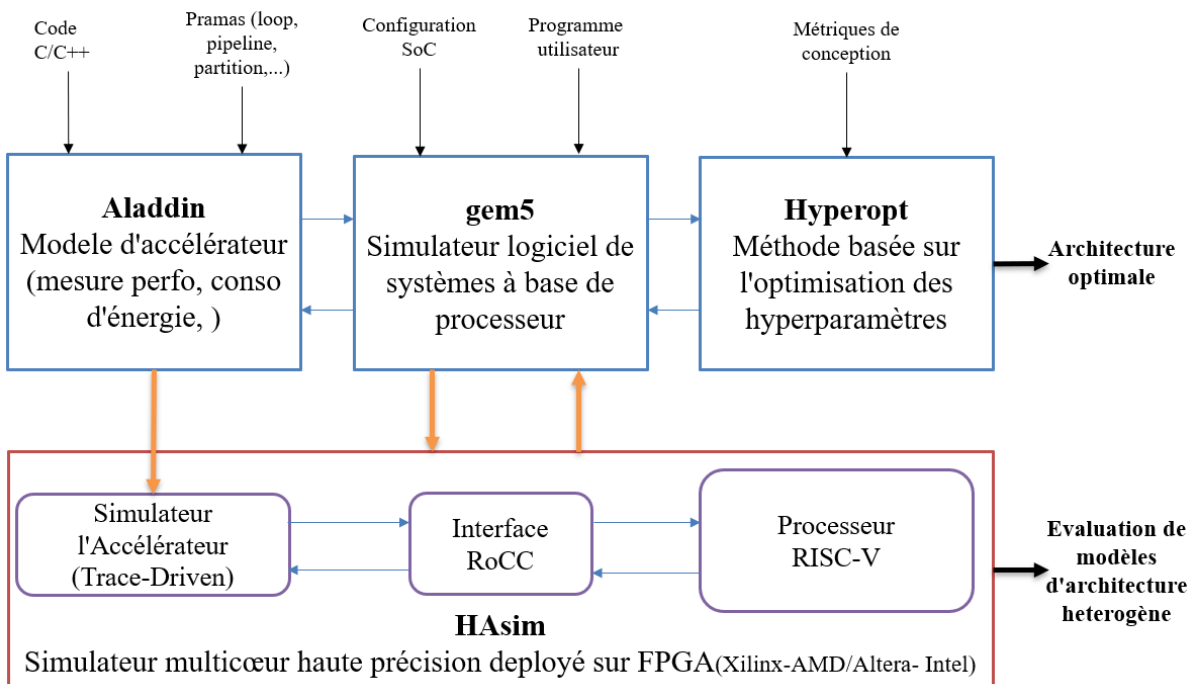 Code
C/C++
Pramas (loop,
pipeline,
partition,...)
Configuration
SoC
Programme
utilisateur
Métriques de
conception
Aladdin
Modele d'accélérateur
(mesure perfo, conso
d'énergie, )
gem5
Simulateur logiciel de
systèmes à base de
processeur
Hyperopt
Méthode basée sur
l'optimisation des
hyperparamètres
Architecture
optimale
Simulateur
l'Accélérateur
(Trace-Driven)
Interface
RoCC
Processeur
RISC-V
Evaluation de
modèles
d'architecture
heterogène
HAsim
Simulateur multicœur haute précision deployé sur FPGA(Xilinx-AMD/Altera- Intel)